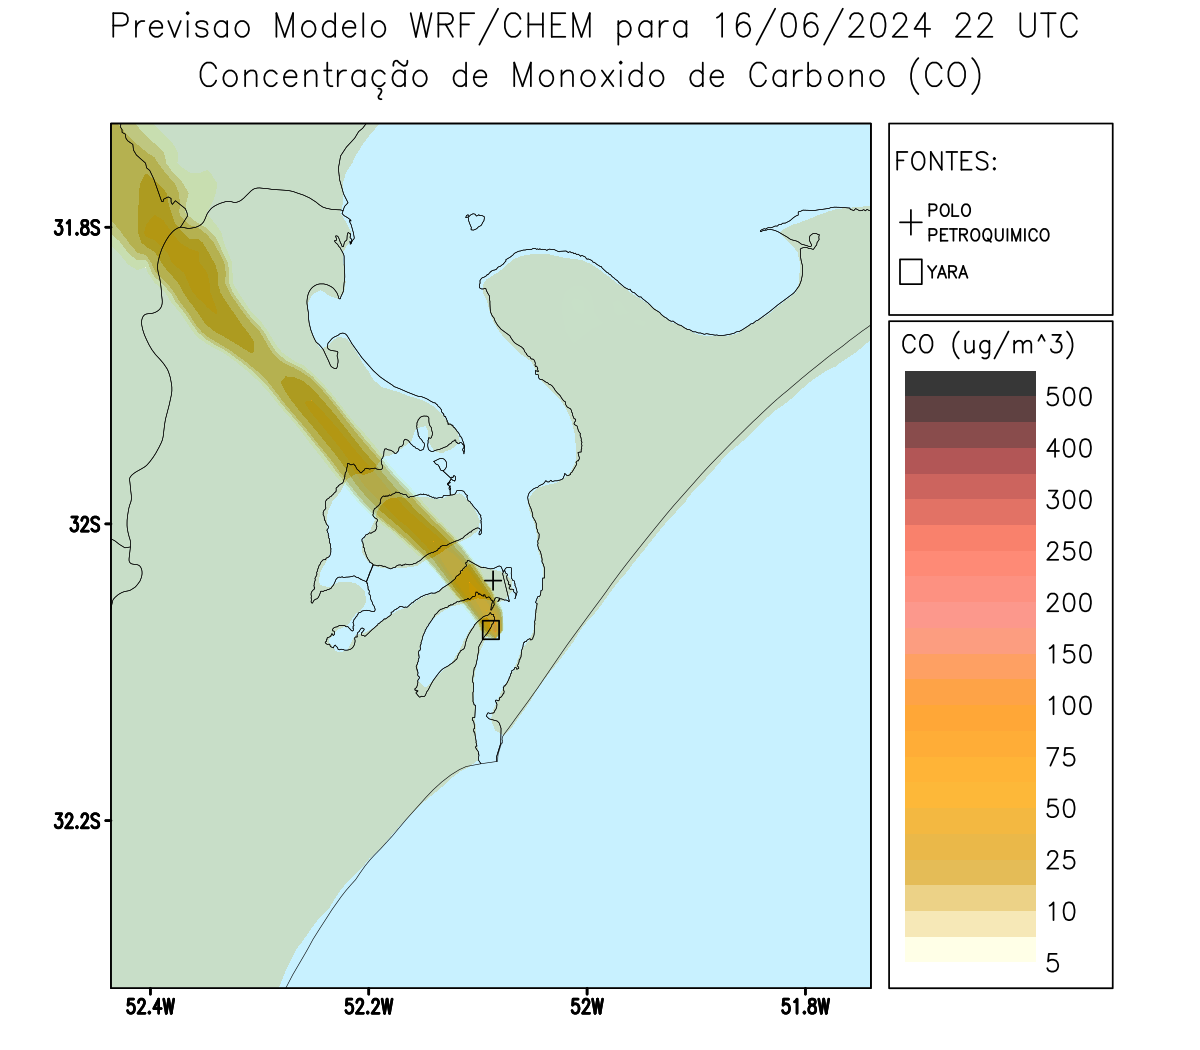 Previsao Modelo WRF/CHEM para 16/06/2024 22 UTC
Concentração de Monoxido de Carbono (CO)
FONTES:
POLO
PETROQUIMICO
YARA
CO (ug/m^3)
500
400
300
250
200
150
100
75
50
25
10
5
31.8S
32S
32.2S
52.4W
52.2W
52W
51.8W